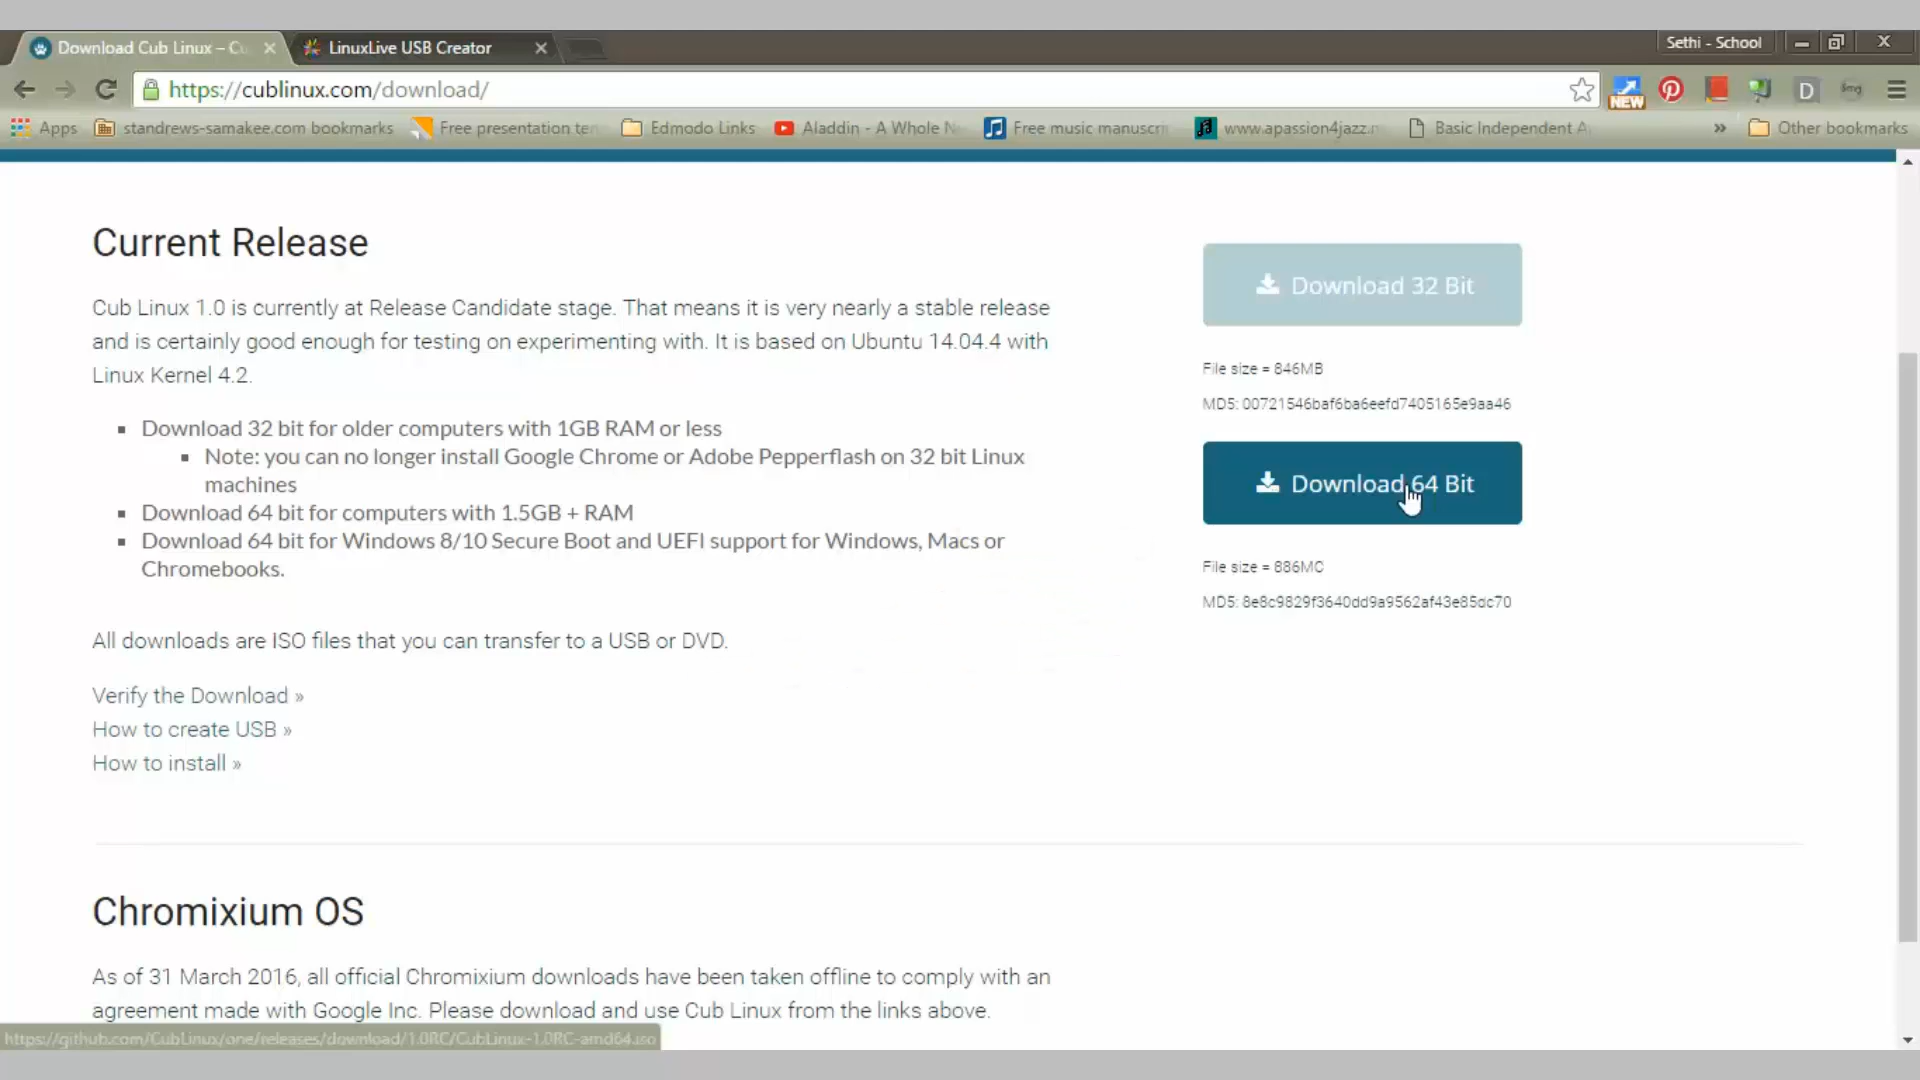 Download Cub Linux – Cu
LinuxLive USB Creator
Sethi - School
https://cublinux.com/download/
NEW
D
Apps
standrews-samakee.com bookmarks
Free presentation te
Edmodo Links
Aladdin - A Whole N
Free music manuscri
www.apassion4jazz.n
Basic Independent A
»
Other bookmarks
Current Release
Cub Linux 1.0 is currently at Release Candidate stage. That means it is very nearly a stable release
and is certainly good enough for testing on experimenting with. It is based on Ubuntu 14.04.4 with
Linux Kernel 4.2.
Download 32 bit for older computers with 1GB RAM or less
Note: you can no longer install Google Chrome or Adobe Pepperflash on 32 bit Linux
machines
Download 64 bit for computers with 1.5GB + RAM
Download 64 bit for Windows 8/10 Secure Boot and UEFI support for Windows, Macs or
Chromebooks.
All downloads are ISO files that you can transfer to a USB or DVD.
Verify the Download »
How to create USB »
How to install »
Download 32 Bit
File size = 846MB
MD5: 00721546baf6ba6eefd7405165e9aa46
Download 64 Bit
File size = 886MC
MD5: 8e8c9829f3640dd9a9562af43e85dc70
Chromixium OS
As of 31 March 2016, all official Chromixium downloads have been taken offline to comply with an
agreement made with Google Inc. Please download and use Cub Linux from the links above.
https://github.com/CubLinux/one/releases/download/1.0RC/CubLinux-1.0RC-amd64.iso